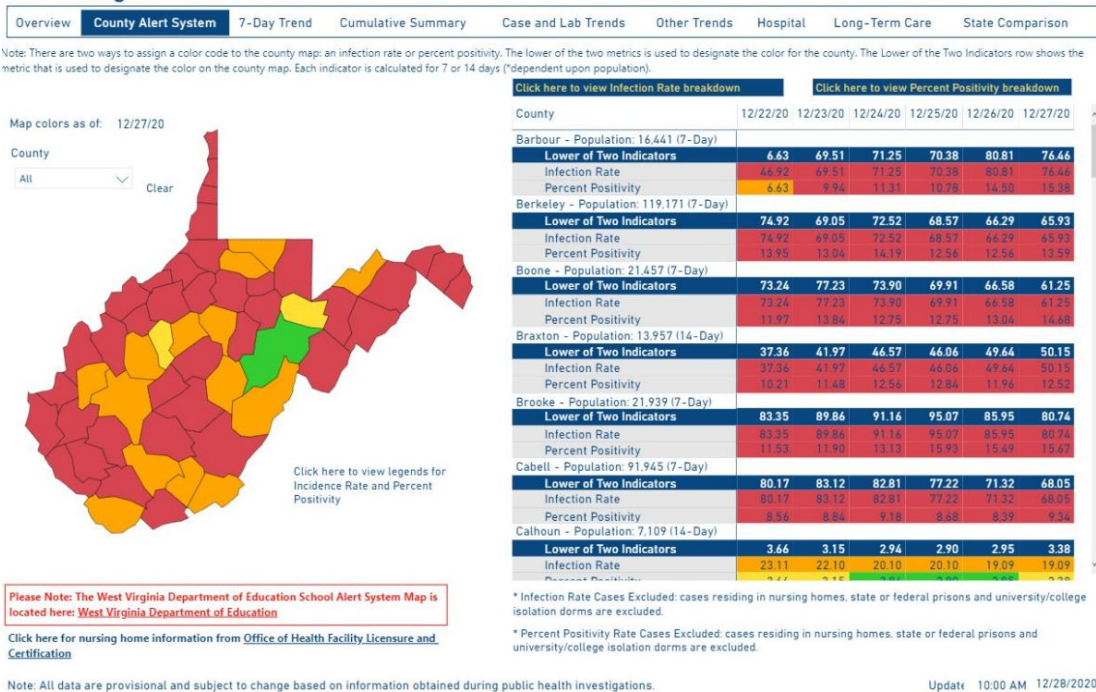 Overview County Alert System 7-Day Trend Cumulative Summary Case and Lab Trends Other Trends Hospital Long-Term Care State Comparison
Note: There are two ways to assign a color code to the county map: an infection rate or percent positivity. The lower of the two metrics is used to designate the color for the county. The Lower of the Two Indicators row shows the
metric that is used to designate the color on the county map. Each indicator is calculated for 7 or 14 days (*dependent upon population).
Map colors as of: 12/27/20
County
All
Clear
Click here to view legends for
Incidence Rate and Percent
Positivity
Click here to view Infection Rate breakdown Click here to view Percent Positivity breakdown
County 12/22/20 12/23/20 12/24/20 12/25/20 12/26/20 12/27/20
Barbour - Population: 16,441 (7-Day)
Lower of Two Indicators 6.63 69.51 71.25 70.38 80.81 76.46
Infection Rate 46.92 69.51 71.25 70.38 80.81 76.46
Percent Positivity 6.63 9.94 11.31 10.78 14.50 15.38
Berkeley - Population: 119,171 (7-Day)
Lower of Two Indicators 74.92 69.05 72.52 68.57 66.29 65.93
Infection Rate 74.92 69.05 72.52 68.57 66.29 65.93
Percent Positivity 13.95 13.04 14.19 12.56 12.56 13.59
Boone - Population: 21,457 (7-Day)
Lower of Two Indicators 73.24 77.23 73.90 69.91 66.58 61.25
Infection Rate 73.24 77.23 73.90 69.91 66.58 61.25
Percent Positivity 11.97 13.84 12.75 12.75 13.04 14.68
Braxton - Population: 13,957 (14-Day)
Lower of Two Indicators 37.36 41.97 46.57 46.06 49.64 50.15
Infection Rate 37.36 41.97 46.57 46.06 49.64 50.15
Percent Positivity 10.21 11.48 12.56 12.84 11.96 12.52
Brooke - Population: 21,939 (7-Day)
Lower of Two Indicators 83.35 89.86 91.16 95.07 85.95 80.74
Infection Rate 83.35 89.86 91.16 95.07 85.95 80.74
Percent Positivity 11.53 11.90 13.13 15.93 15.49 15.67
Cabell - Population: 91,945 (7-Day)
Lower of Two Indicators 80.17 83.12 82.81 77.22 71.32 68.05
Infection Rate 80.17 83.12 82.81 77.22 71.32 68.05
Percent Positivity 8.56 8.84 9.18 8.68 8.39 9.34
Calhoun - Population: 7,109 (14-Day)
Lower of Two Indicators 3.66 3.15 2.94 2.90 2.95 3.38
Infection Rate 23.11 22.10 20.10 20.10 19.09 19.09
Please Note: The West Virginia Department of Education School Alert System Map is
located here: West Virginia Department of Education
Click here for nursing home information from Office of Health Facility Licensure and
Certification
* Infection Rate Cases Excluded: cases residing in nursing homes, state or federal prisons and university/college
isolation dorms are excluded.
* Percent Positivity Rate Cases Excluded: cases residing in nursing homes, state or federal prisons and
university/college isolation dorms are excluded.
Note: All data are provisional and subject to change based on information obtained during public health investigations.
10:00 AM 12/28/2020